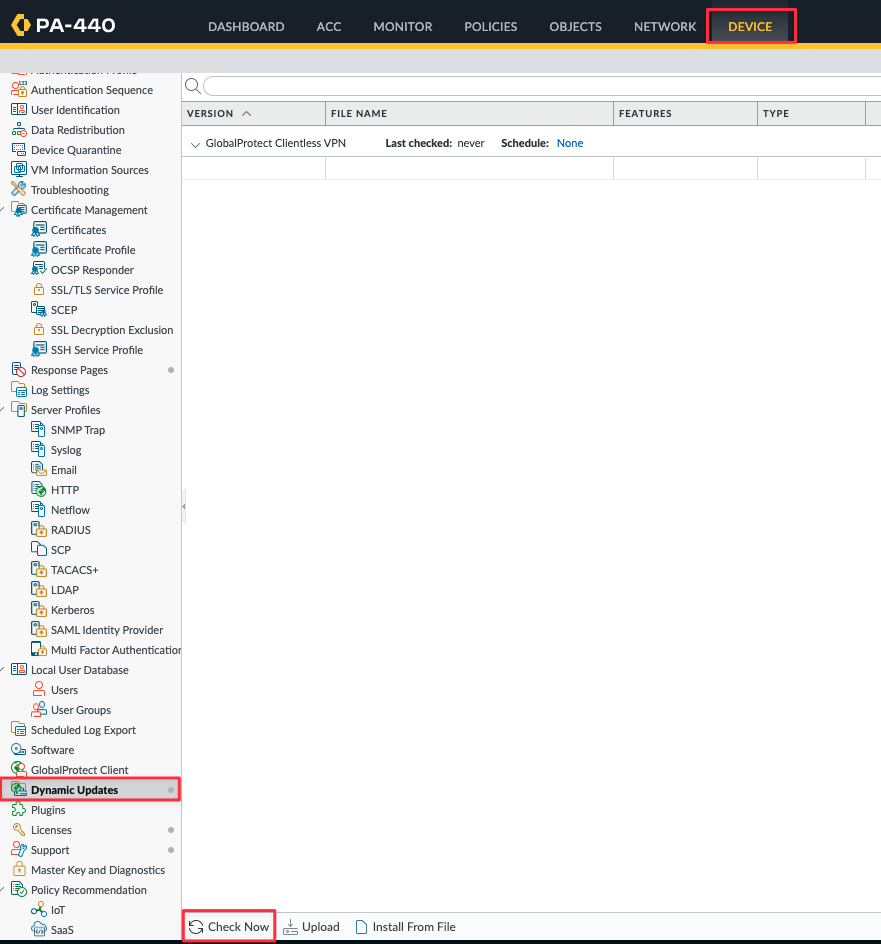 PA-440 DASHBOARD ACC MONITOR POLICIES OBJECTS NETWORK DEVICE
Authentication Profile
Authentication Sequence
User Identification
Data Redistribution
Device Quarantine
VM Information Sources
Troubleshooting
Certificate Management
Certificates
Certificate Profile
OCSP Responder
SSL/TLS Service Profile
SCEP
SSL Decryption Exclusion
SSH Service Profile
Response Pages
Log Settings
Server Profiles
SNMP Trap
Syslog
Email
HTTP
Netflow
RADIUS
SCP
TACACS+
LDAP
Kerberos
SAML Identity Provider
Multi Factor Authentication
Local User Database
Users
User Groups
Scheduled Log Export
Software
GlobalProtect Client
Dynamic Updates
Plugins
Licenses
Support
Master Key and Diagnostics
Policy Recommendation
IoT
SaaS
VERSION FILE NAME FEATURES TYPE
GlobalProtect Clientless VPN Last checked: never Schedule: None
Check Now Upload Install From File